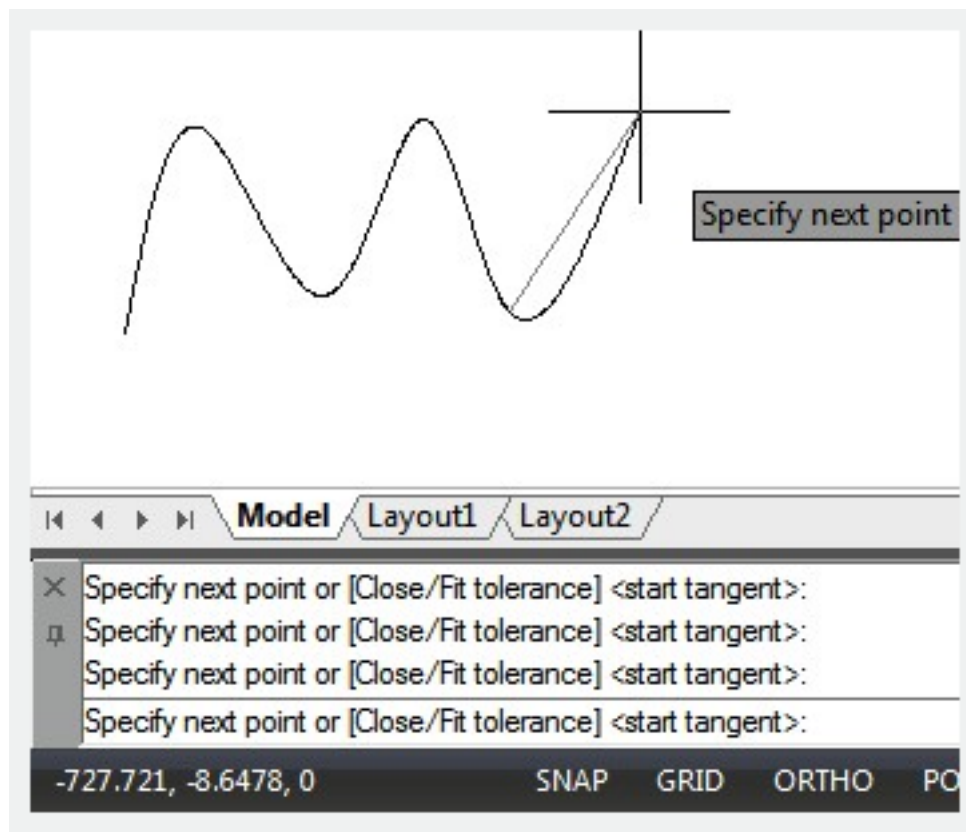 Specify next point
Model Layout1 Layout2
Specify next point or [Close/Fit tolerance] <start tangent>:
Specify next point or [Close/Fit tolerance] <start tangent>:
Specify next point or [Close/Fit tolerance] <start tangent>:
Specify next point or [Close/Fit tolerance] <start tangent>:
-727.721, -8.6478, 0 SNAP GRID ORTHO PO